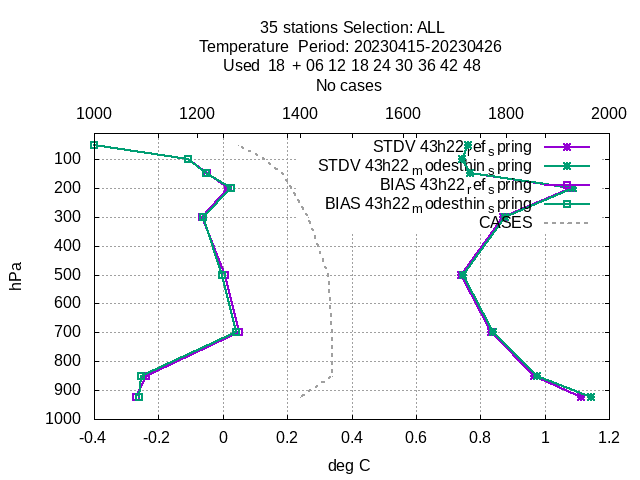 35 stations Selection: ALL
Temperature Period: 20230415-20230426
Used 18 + 06 12 18 24 30 36 42 48
No cases
1000 1200 1400 1600 1800 2000
STDV 43h22_ref_spring
STDV 43h22_modesthin_spring
BIAS 43h22_ref_spring
BIAS 43h22_modesthin_spring
CASES
100
200
300
400
500
600
700
800
900
1000
hPa
-0.4 -0.2 0 0.2 0.4 0.6 0.8 1 1.2
deg C